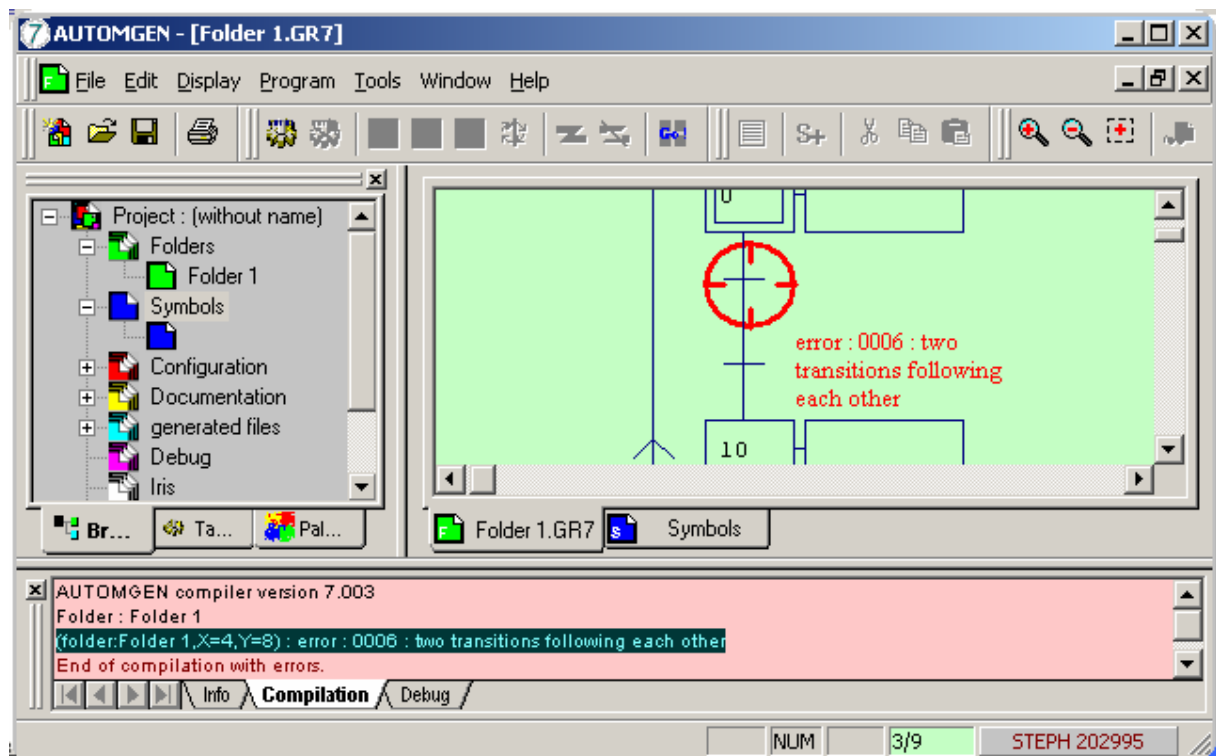 AUTOMGEN - [Folder 1.GR7]
File Edit Display Program Tools Window Help
Go! S+
Project : (without name)
Folders
Folder 1
Symbols
Configuration
Documentation
generated files
Debug
Iris
Br... Ta... Pal...
0
error : 0006 : two
transitions following
each other
10
Folder 1.GR7 Symbols
AUTOMGEN compiler version 7.003
Folder : Folder 1
(folder:Folder 1,X=4,Y=8) : error : 0006 : two transitions following each other
End of compilation with errors.
Info Compilation Debug
NUM 3/9 STEPH 202995